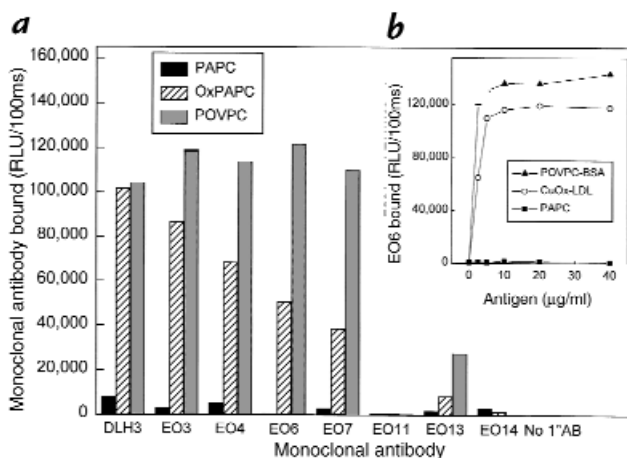 a
Monoclonal antibody bound (RLU/100ms)
160,000
140,000
120,000
100,000
80,000
60,000
40,000
20,000
0
PAPC
OxPAPC
POVPC
DLH3 EO3 EO4 EO6 EO7 EO11 EO13 EO14 No 1°AB
Monoclonal antibody
b
EO6 bound (RLU/100ms)
120,000
80,000
40,000
0
POVPC-BSA
CuOx-LDL
PAPC
0 10 20 30 40
Antigen (µg/ml)